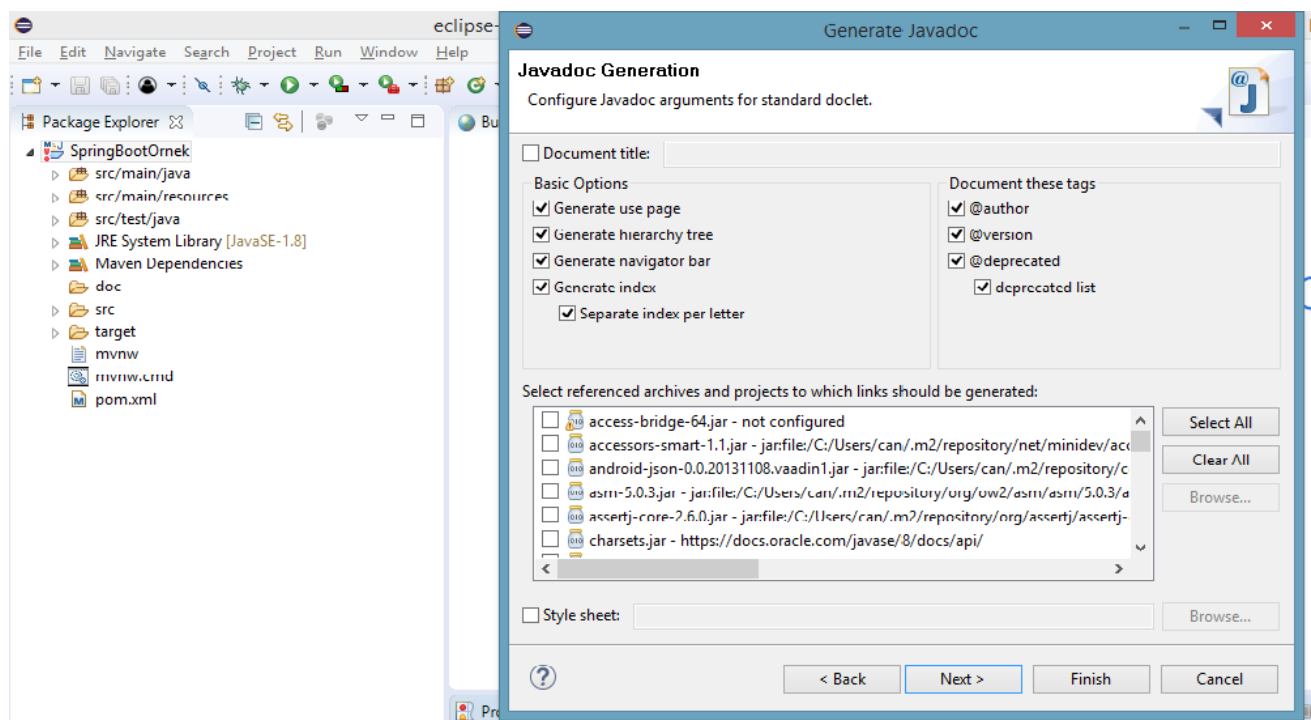 eclipse-
File Edit Navigate Search Project Run Window Help
Package Explorer
Bu
SpringBootOrnek
src/main/java
src/main/resources
src/test/java
JRE System Library [JavaSE-1.8]
Maven Dependencies
doc
src
target
mvnw
mvnw.cmd
pom.xml
Pro
Generate Javadoc
Javadoc Generation
Configure Javadoc arguments for standard doclet.
@
J
Document title:
Basic Options
Generate use page
Generate hierarchy tree
Generate navigator bar
Generate index
Separate index per letter
Document these tags
@author
@version
@deprecated
deprecated list
Select referenced archives and projects to which links should be generated:
access-bridge-64.jar - not configured
accessors-smart-1.1.jar - jar:file:/C:/Users/can/.m2/repository/net/minidev/acc
android-json-0.0.20131108.vaadin1.jar - jar:file:/C:/Users/can/.m2/repository/c
asm-5.0.3.jar - jar:file:/C:/Users/can/.m2/repository/org/ow2/asm/asm/5.0.3/a
assertj-core-2.6.0.jar - jar:file:/C:/Users/can/.m2/repository/org/assertj/assertj-
charsets.jar - https://docs.oracle.com/javase/8/docs/api/
Select All
Clear All
Browse...
Style sheet:
Browse...
< Back Next > Finish Cancel